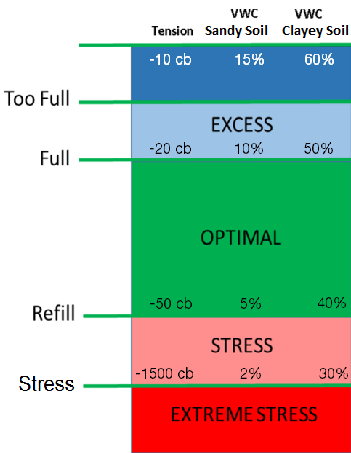 VWC VWC
Tension Sandy Soil Clayey Soil
-10 cb 15% 60%
Too Full
EXCESS
-20 cb 10% 50%
Full
OPTIMAL
-50 cb 5% 40%
Refill
STRESS
-1500 cb 2% 30%
Stress
EXTREME STRESS